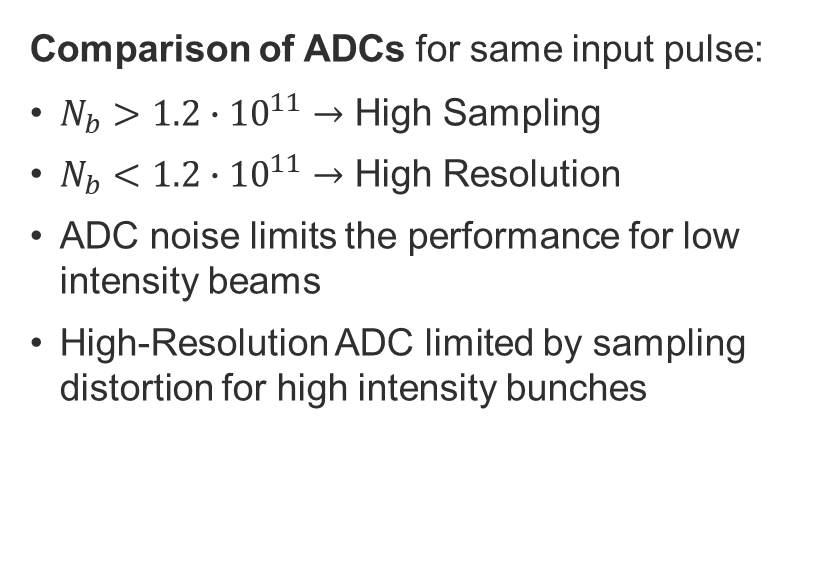 Comparison of ADCs for same input pulse:
• N_b > 1.2 · 10^11 → High Sampling
• N_b < 1.2 · 10^11 → High Resolution
• ADC noise limits the performance for low
intensity beams
• High-Resolution ADC limited by sampling
distortion for high intensity bunches